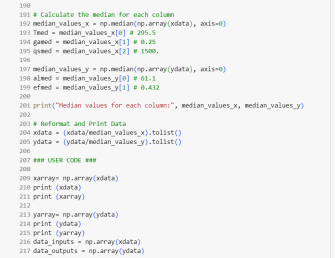 190
191 # Calculate the median for each column
192 median_values_x = np.median(np.array(xdata), axis=0)
193 Tmed = median_values_x[0] # 295.5
194 gamed = median_values_x[1] # 0.25
195 qsmed = median_values_x[2] # 1500.
196
197 median_values_y = np.median(np.array(ydata), axis=0)
198 almed = median_values_y[0] # 61.1
199 efmed = median_values_y[1] # 0.432
200
201 print("Median values for each column:", median_values_x, median_values_y)
202
203 # Reformat and Print Data
204 xdata = (xdata/median_values_x).tolist()
205 ydata = (ydata/median_values_y).tolist()
206
207 ### USER CODE ###
208
209 xarray= np.array(xdata)
210 print (xdata)
211 print (xarray)
212
213 yarray= np.array(ydata)
214 print (ydata)
215 print (yarray)
216 data_inputs = np.array(xdata)
217 data_outputs = np.array(ydata)